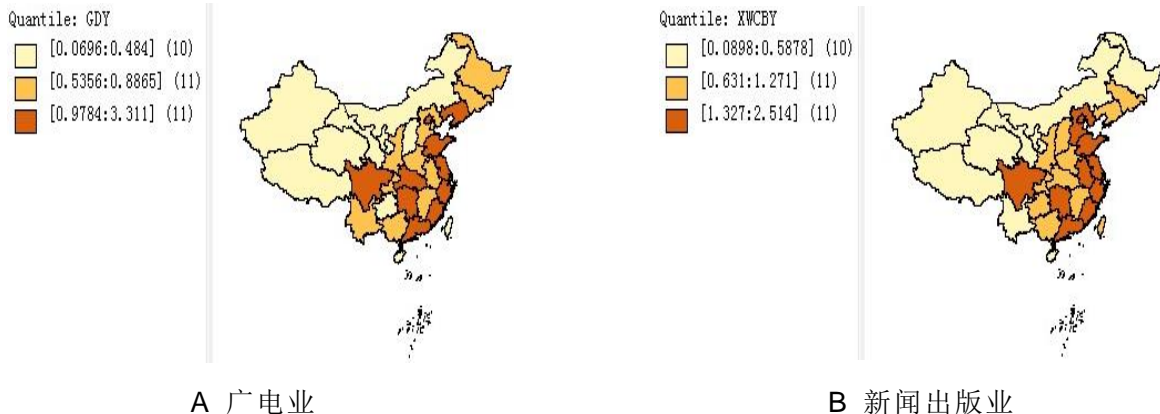 Quantile: GDY
[0.0696:0.484] (10)
[0.5356:0.8865] (11)
[0.9784:3.311] (11)
Quantile: XWCBY
[0.0898:0.5878] (10)
[0.631:1.271] (11)
[1.327:2.514] (11)
A 广电业
B 新闻出版业